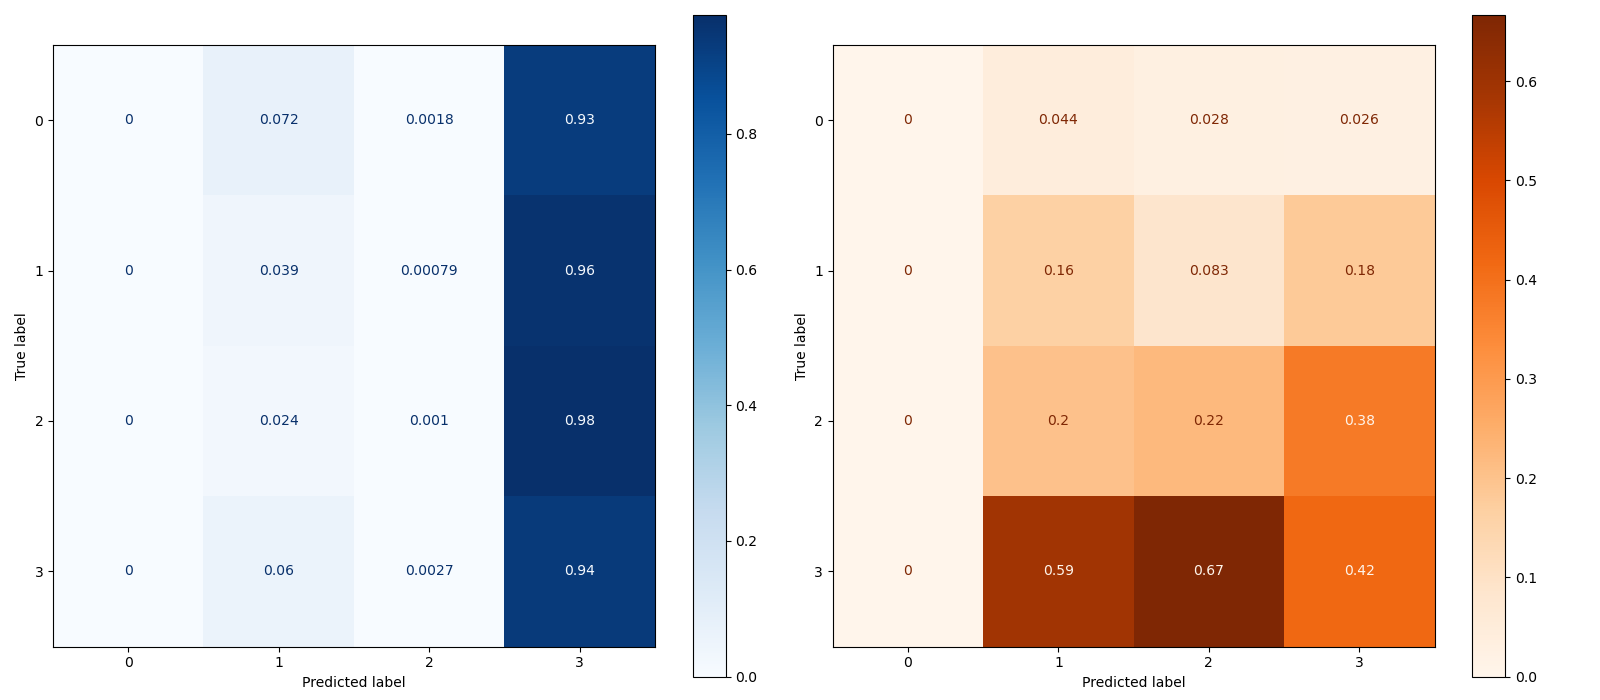 0 0 0.072 0.0018 0.93
1 0 0.039 0.00079 0.96
2 0 0.024 0.001 0.98
3 0 0.06 0.0027 0.94
0 1 2 3
True label
Predicted label
0.8
0.6
0.4
0.2
0.0
0 0 0.044 0.028 0.026
1 0 0.16 0.083 0.18
2 0 0.2 0.22 0.38
3 0 0.59 0.67 0.42
0 1 2 3
True label
Predicted label
0.6
0.5
0.4
0.3
0.2
0.1
0.0